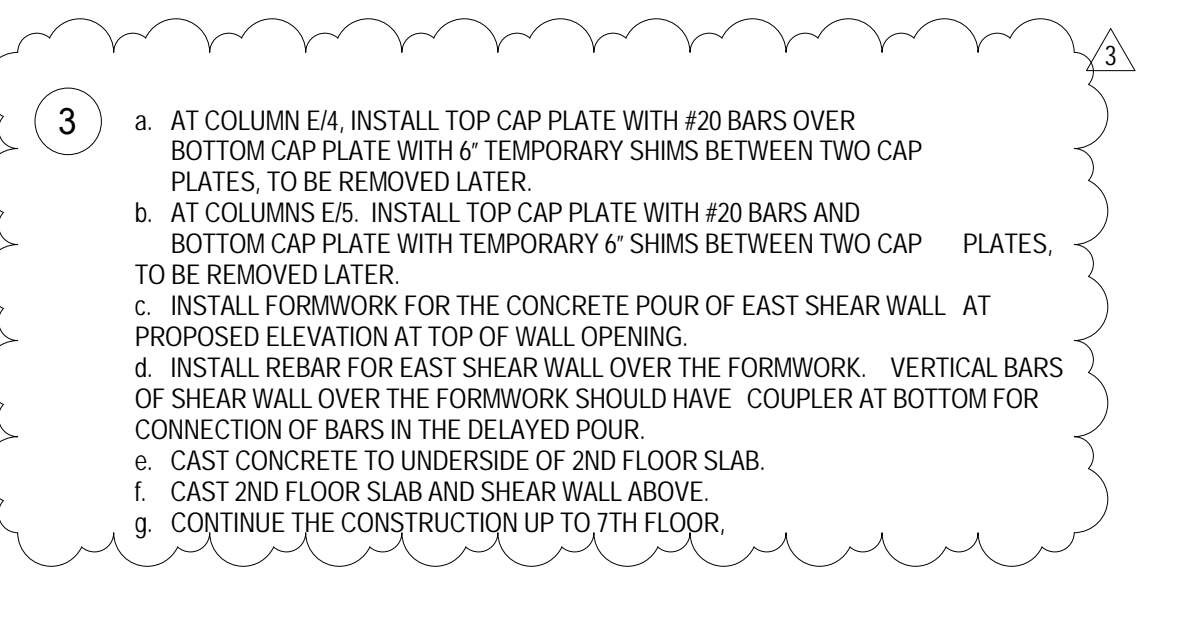 3
3
a. AT COLUMN E/4, INSTALL TOP CAP PLATE WITH #20 BARS OVER
BOTTOM CAP PLATE WITH 6" TEMPORARY SHIMS BETWEEN TWO CAP
PLATES, TO BE REMOVED LATER.
b. AT COLUMNS E/5. INSTALL TOP CAP PLATE WITH #20 BARS AND
BOTTOM CAP PLATE WITH TEMPORARY 6" SHIMS BETWEEN TWO CAP PLATES,
TO BE REMOVED LATER.
c. INSTALL FORMWORK FOR THE CONCRETE POUR OF EAST SHEAR WALL AT
PROPOSED ELEVATION AT TOP OF WALL OPENING.
d. INSTALL REBAR FOR EAST SHEAR WALL OVER THE FORMWORK. VERTICAL BARS
OF SHEAR WALL OVER THE FORMWORK SHOULD HAVE COUPLER AT BOTTOM FOR
CONNECTION OF BARS IN THE DELAYED POUR.
e. CAST CONCRETE TO UNDERSIDE OF 2ND FLOOR SLAB.
f. CAST 2ND FLOOR SLAB AND SHEAR WALL ABOVE.
g. CONTINUE THE CONSTRUCTION UP TO 7TH FLOOR,